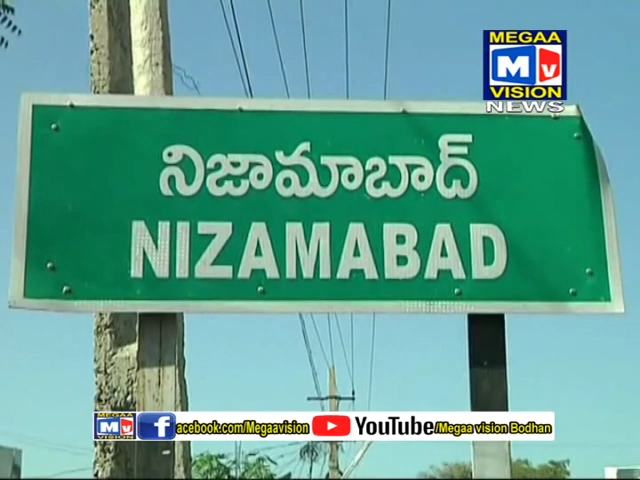 MEGAA
Mv
VISION
NEWS
నిజామాబాద్
NIZAMABAD
MEGAA
Mv
VISION
facebook.com/Megaavision
YouTube/Megaa vision Bodhan